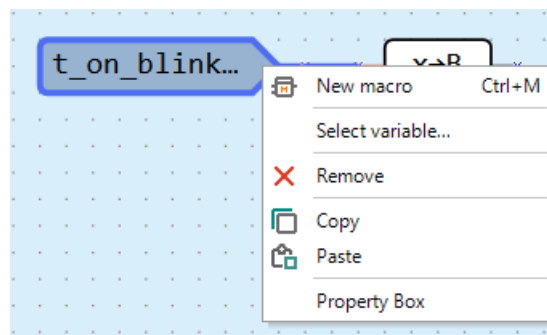 t_on_blink…
New macro Ctrl+M
Select variable...
Remove
Copy
Paste
Property Box